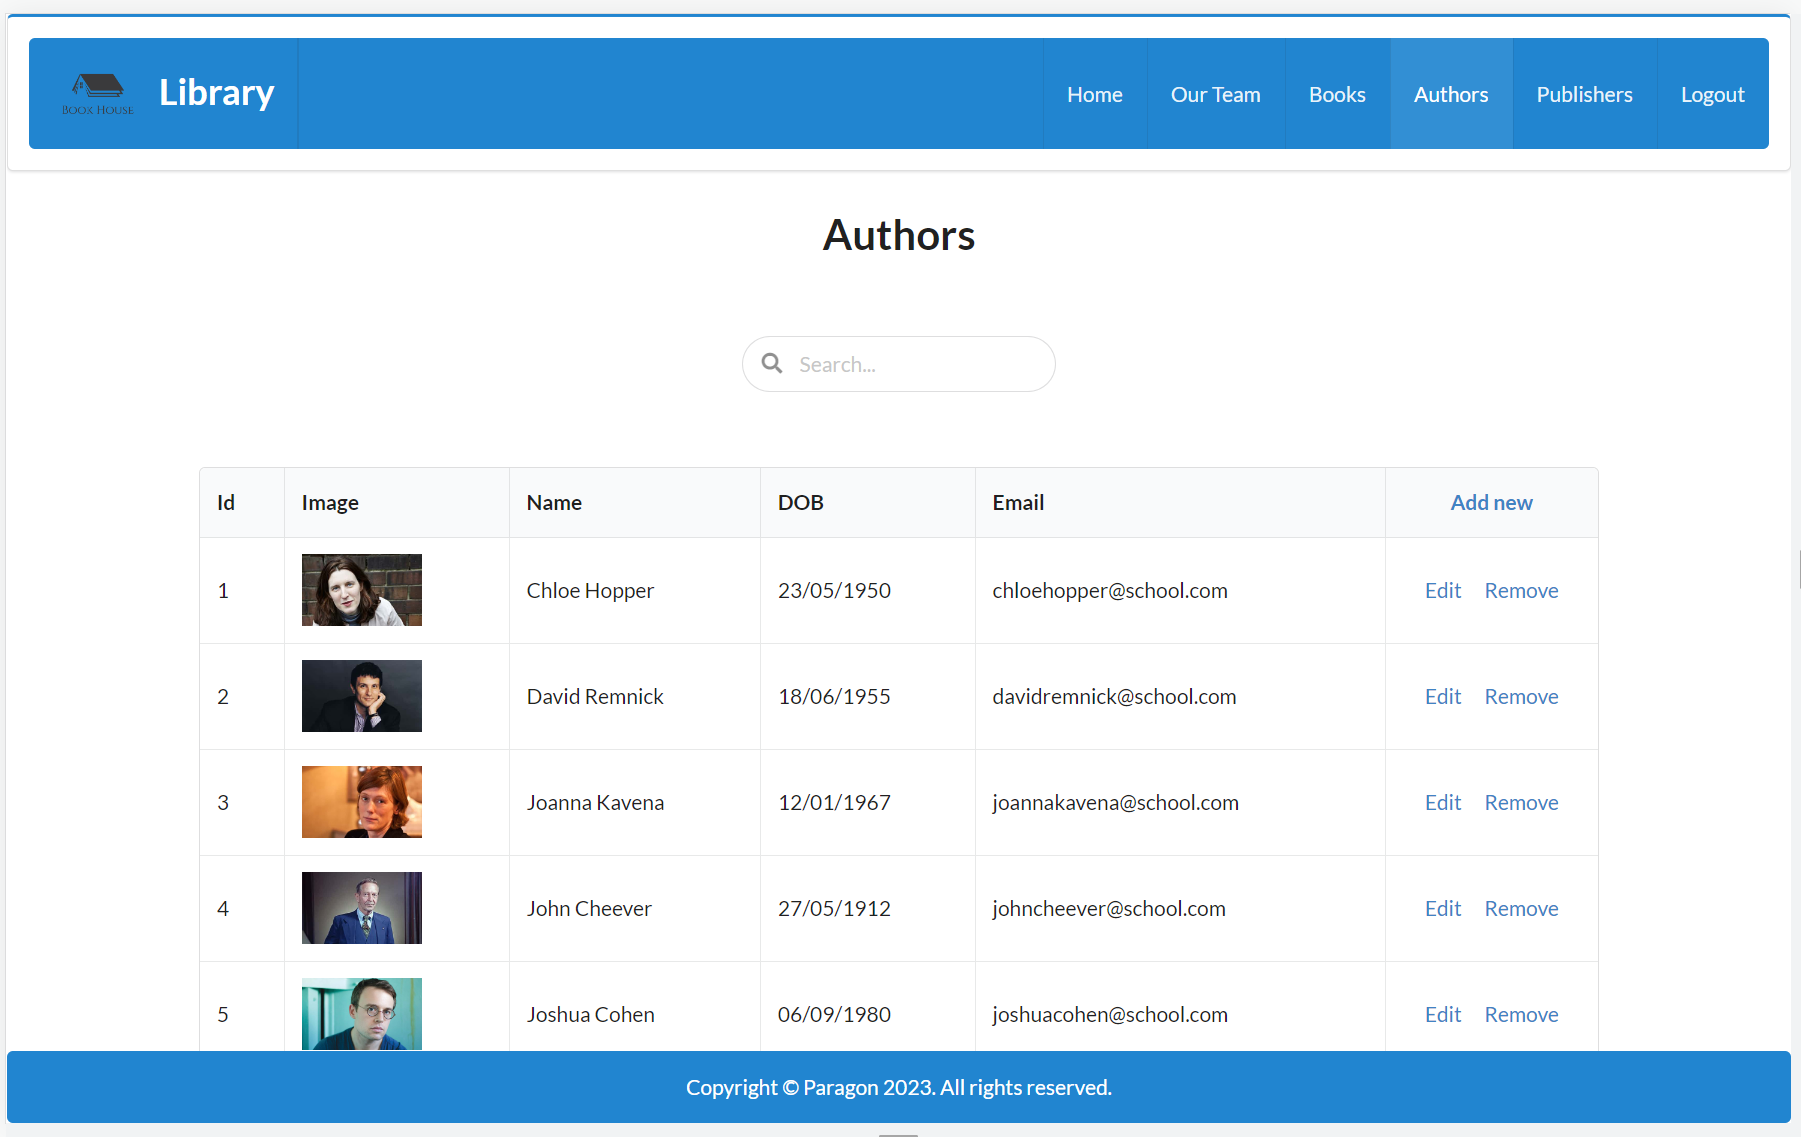 BOOX HOUSE
Library
Home Our Team Books Authors Publishers Logout
Authors
Search...
Id Image Name DOB Email Add new
1 Chloe Hopper 23/05/1950 chloehopper@school.com Edit Remove
2 David Remnick 18/06/1955 davidremnick@school.com Edit Remove
3 Joanna Kavena 12/01/1967 joannakavena@school.com Edit Remove
4 John Cheever 27/05/1912 johncheever@school.com Edit Remove
5 Joshua Cohen 06/09/1980 joshuacohen@school.com Edit Remove
Copyright © Paragon 2023. All rights reserved.